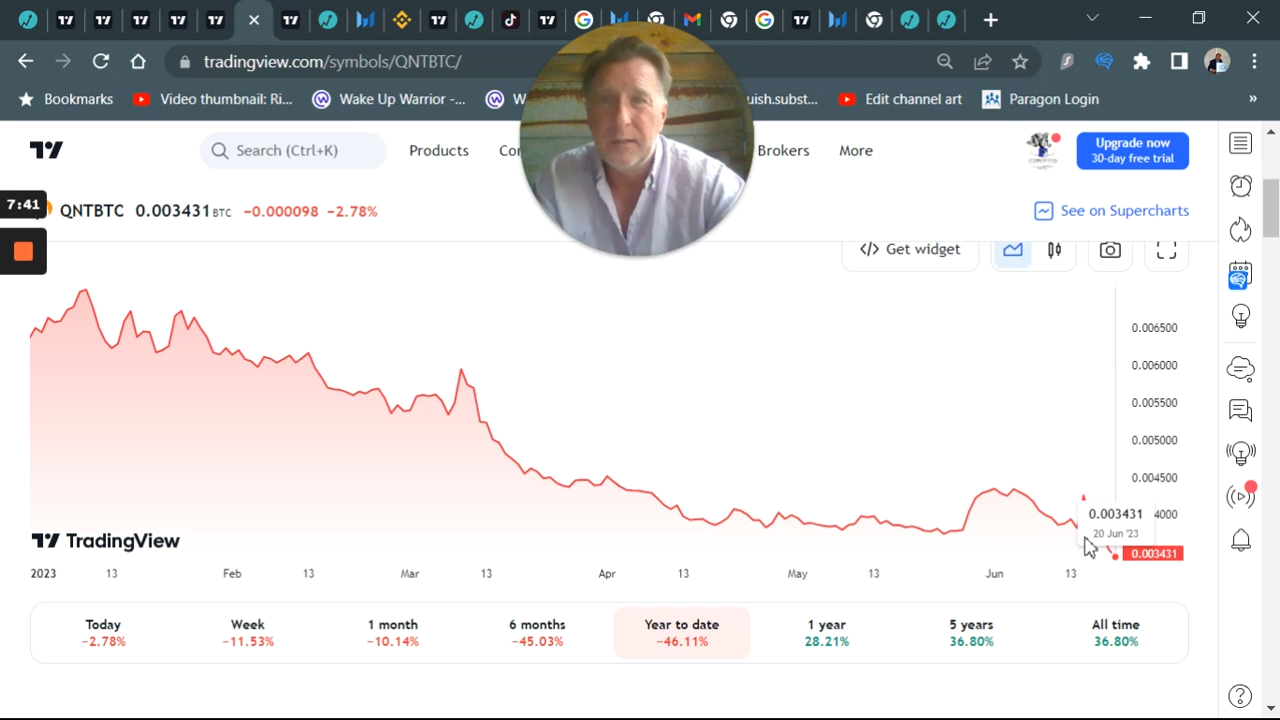 tradingview.com/symbols/QNTBTC/
Bookmarks Video thumbnail: Ri... Wake Up Warrior -... W uish.subst... Edit channel art Paragon Login »
Search (Ctrl+K) Products Brokers More
Upgrade now
30-day free trial
7:41
QNTBTC 0.003431 BTC −0.000098 −2.78% See on Supercharts
</> Get widget
0.006500
0.006000
0.005500
0.005000
0.004500
4000
0.003431
20 Jun '23
0.003431
TradingView
2023 13 Feb 13 Mar 13 Apr 13 May 13 Jun 13
Today Week 1 month 6 months Year to date 1 year 5 years All time
−2.78% −11.53% −10.14% −45.03% −46.11% 28.21% 36.80% 36.80%